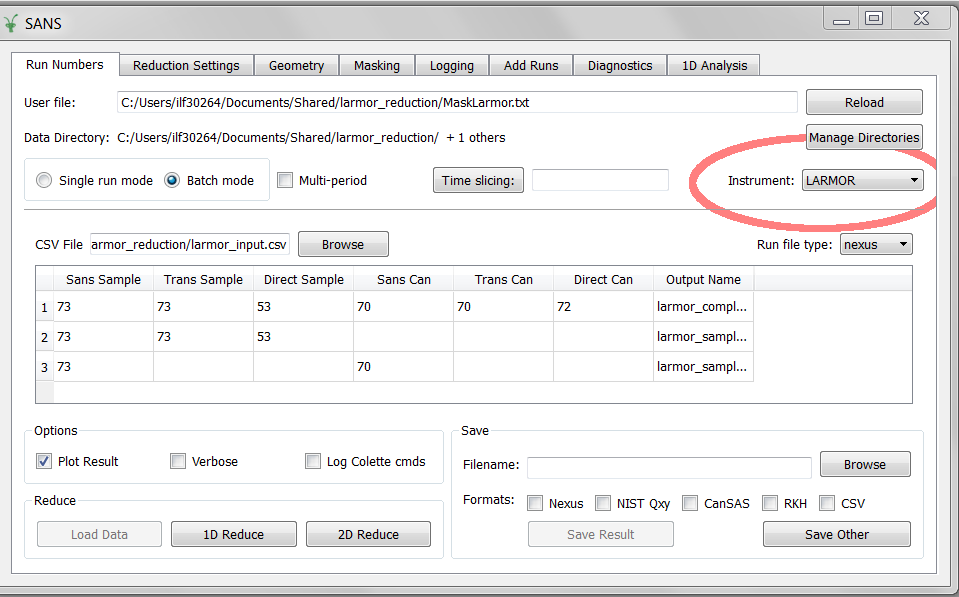 SANS
Run Numbers Reduction Settings Geometry Masking Logging Add Runs Diagnostics 1D Analysis
User file: C:/Users/ilf30264/Documents/Shared/larmor_reduction/MaskLarmor.txt Reload
Data Directory: C:/Users/ilf30264/Documents/Shared/larmor_reduction/ + 1 others Manage Directories
Single run mode Batch mode Multi-period Time slicing: Instrument: LARMOR
CSV File armor_reduction/larmor_input.csv Browse Run file type: nexus
Sans Sample Trans Sample Direct Sample Sans Can Trans Can Direct Can Output Name
1 73 73 53 70 70 72 larmor_compl...
2 73 73 53 larmor_sampl...
3 73 70 larmor_sampl...
Options
Plot Result Verbose Log Colette cmds
Reduce
Load Data 1D Reduce 2D Reduce
Save
Filename: Browse
Formats: Nexus NIST Qxy CanSAS RKH CSV
Save Result Save Other